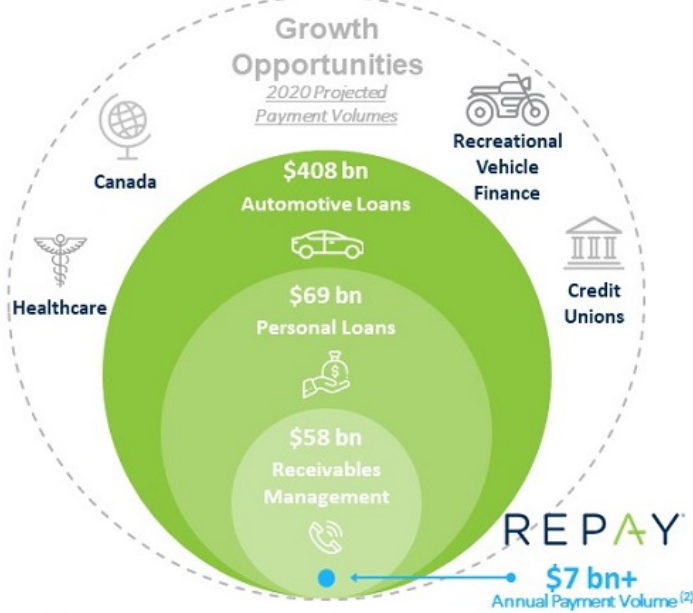 Growth
Opportunities
2020 Projected
Payment Volumes
Canada
Recreational
Vehicle
Finance
Healthcare
Credit
Unions
$408 bn
Automotive Loans
$69 bn
Personal Loans
$
$58 bn
Receivables
Management
REPAY
$7 bn+
Annual Payment Volume (2)